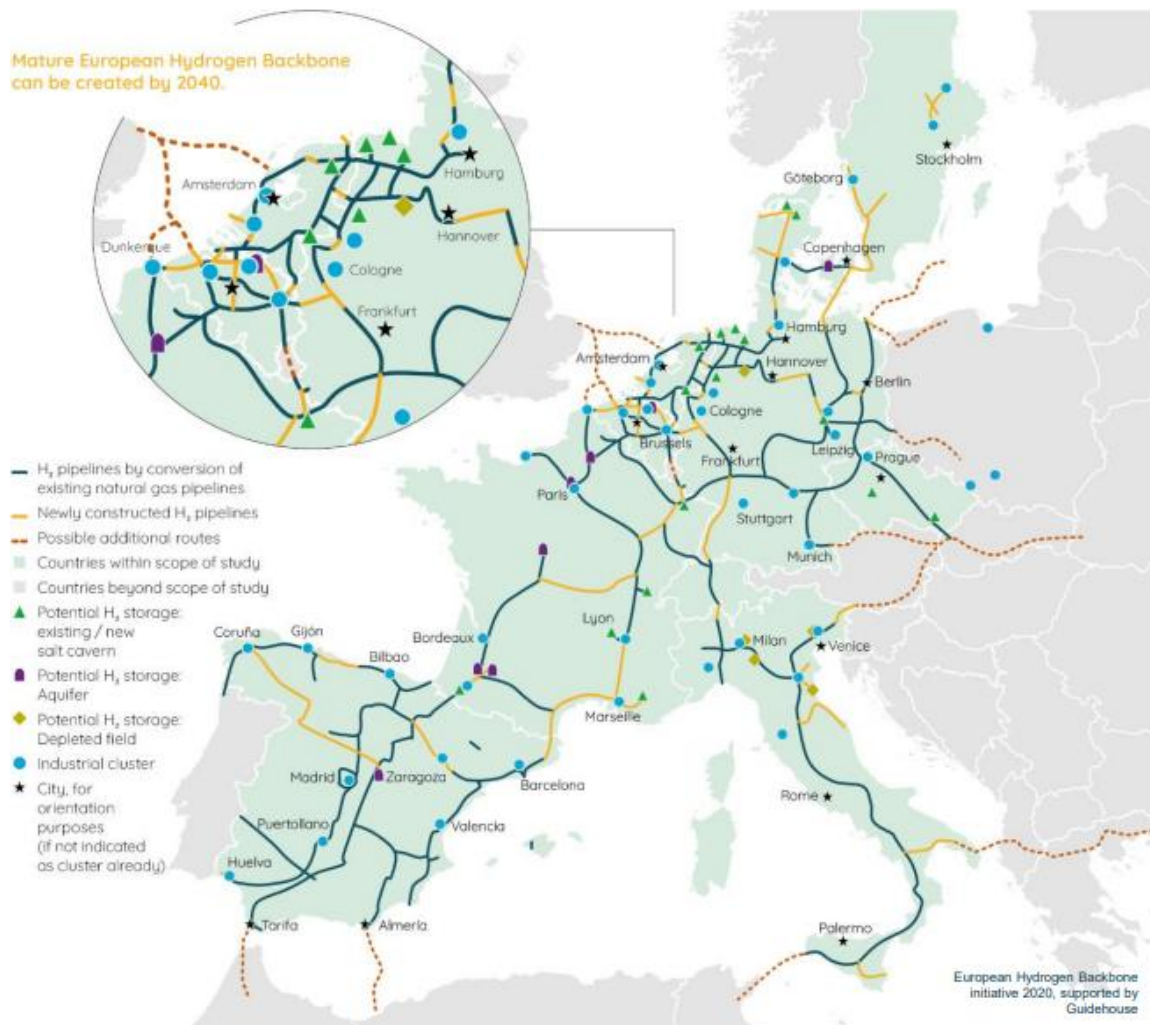 Mature European Hydrogen Backbone
can be created by 2040.
Amsterdam
Hamburg
Hannover
Dunkerque
Cologne
Frankfurt
Stockholm
Göteborg
Copenhagen
Hamburg
Amsterdam
Hannover
Berlin
Cologne
Brussels
Leipzig
Frankfurt
Prague
Paris
Stuttgart
Munich
H₂ pipelines by conversion of
existing natural gas pipelines
Newly constructed H₂ pipelines
Possible additional routes
Countries within scope of study
Countries beyond scope of study
Potential H₂ storage:
existing / new
salt cavern
Potential H₂ storage:
Aquifer
Potential H₂ storage:
Depleted field
Industrial cluster
City, for
orientation
purposes
(if not indicated
as cluster already)
Lyon
Milan
Venice
Coruña
Gijón
Bordeaux
Bilbao
Marseille
Madrid
Zaragoza
Barcelona
Rome
Puertollano
Valencia
Huelva
Tarifa
Almería
Palermo
European Hydrogen Backbone
initiative 2020, supported by
Guidehouse